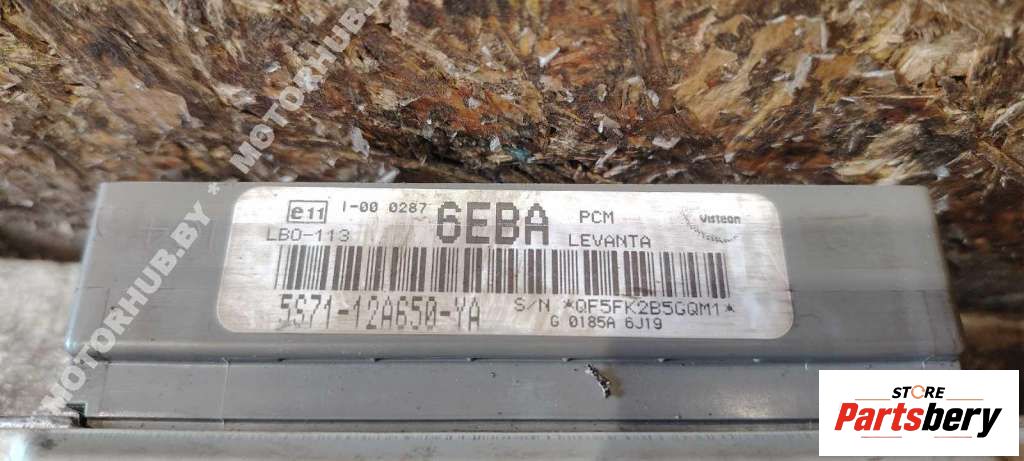 e11 1-00 0287 6EBA PCM Visteon
LBO-113 LEVANTA
5S71-12A650-YA S/N *QF5FK2B5GQM1*
G 0185A 6J19
MOTORHUB.BY * MOTORHUB.BY
STORE
Partsbery